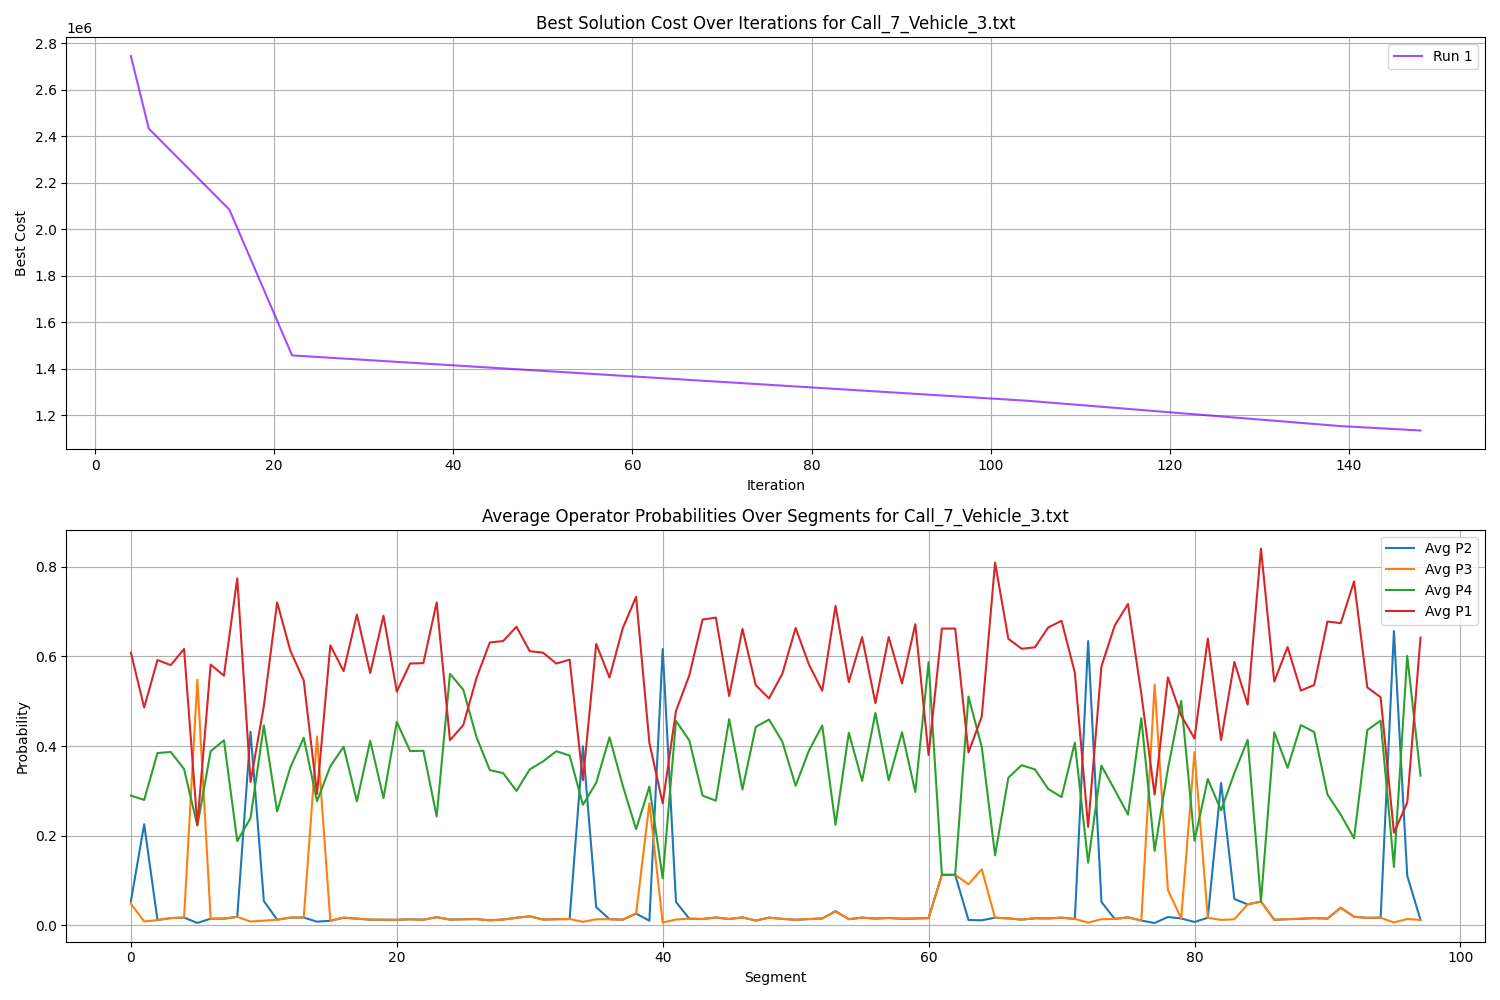 Best Solution Cost Over Iterations for Call_7_Vehicle_3.txt
1e6
2.8
2.6
2.4
2.2
2.0
1.8
1.6
1.4
1.2
Best Cost
Run 1
0 20 40 60 80 100 120 140
Iteration
Average Operator Probabilities Over Segments for Call_7_Vehicle_3.txt
0.8
0.6
0.4
0.2
0.0
Probability
Avg P2
Avg P3
Avg P4
Avg P1
0 20 40 60 80 100
Segment